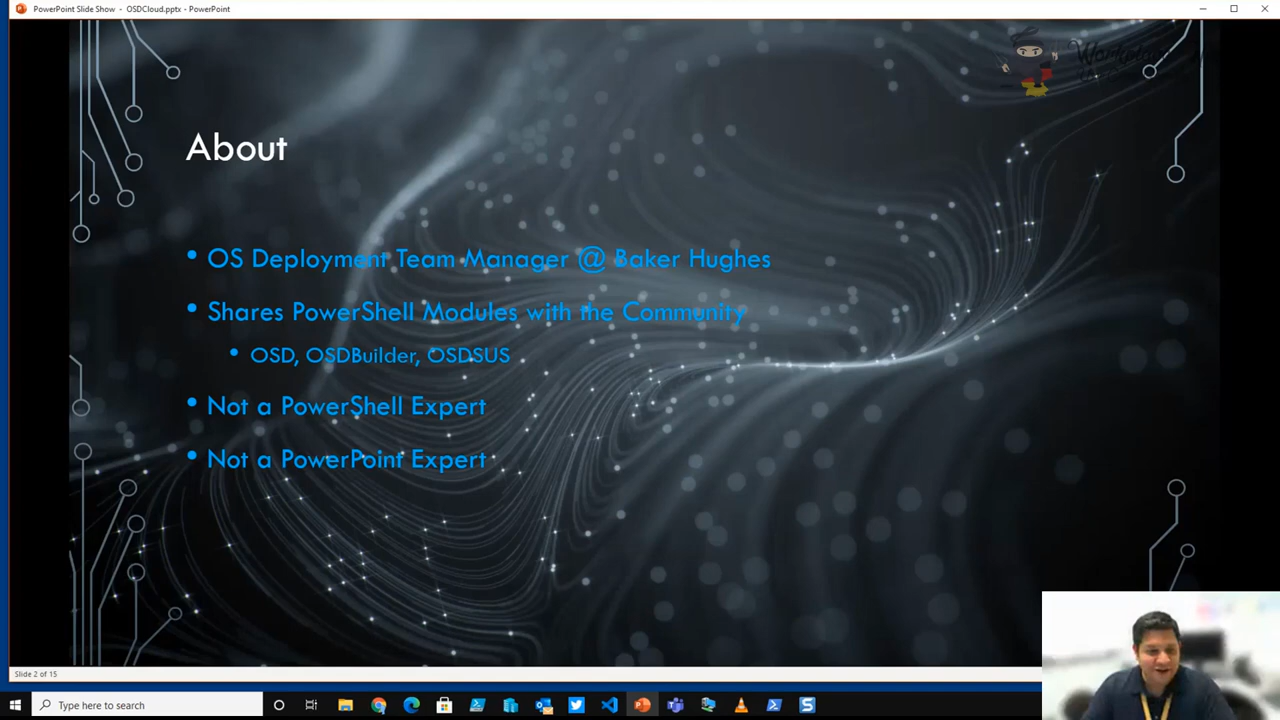 PowerPoint Slide Show - OSDCloud.pptx - PowerPoint
About
• OS Deployment Team Manager @ Baker Hughes
• Shares PowerShell Modules with the Community
• OSD, OSDBuilder, OSDSUS
• Not a PowerShell Expert
• Not a PowerPoint Expert
Slide 2 of 15
Type here to search